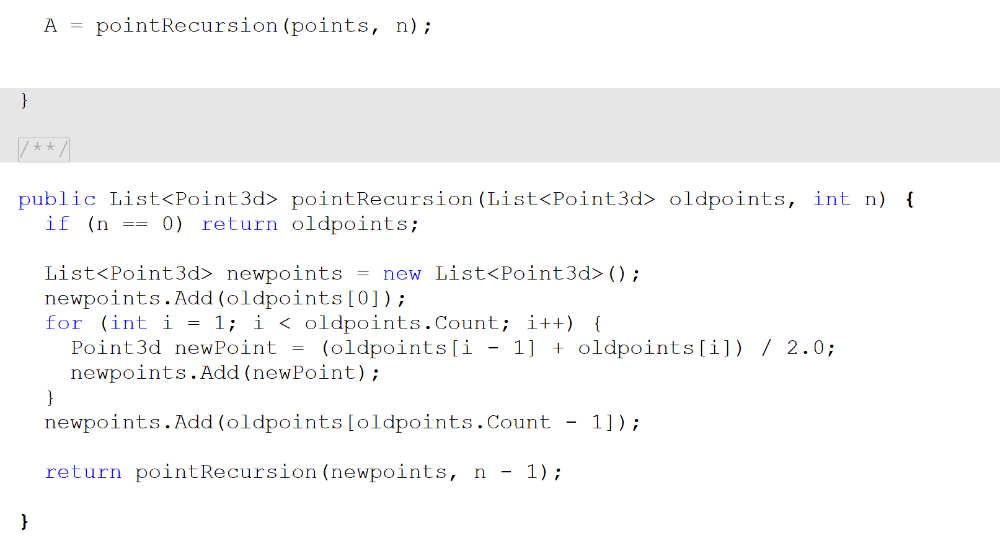 A = pointRecursion(points, n);
}
/**/
public List<Point3d> pointRecursion(List<Point3d> oldpoints, int n) {
if (n == 0) return oldpoints;
List<Point3d> newpoints = new List<Point3d>();
newpoints.Add(oldpoints[0]);
for (int i = 1; i < oldpoints.Count; i++) {
Point3d newPoint = (oldpoints[i - 1] + oldpoints[i]) / 2.0;
newpoints.Add(newPoint);
}
newpoints.Add(oldpoints[oldpoints.Count - 1]);
return pointRecursion(newpoints, n - 1);
}